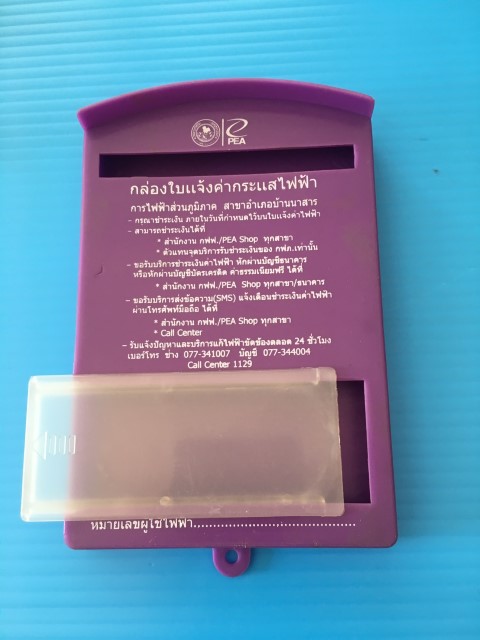 PEA
กล่องใบแจ้งค่ากระแสไฟฟ้า
การไฟฟ้าส่วนภูมิภาค สาขาอำเภอบ้านนาสาร
- กรุณาชำระเงิน ภายในวันที่กำหนดไว้บนใบแจ้งค่าไฟฟ้า
- สามารถชำระเงินได้ที่
* สำนักงาน กฟฟ./PEA Shop ทุกสาขา
* ตัวแทนจุดบริการรับชำระเงินของ กฟภ.เท่านั้น
- ขอรับบริการชำระเงินค่าไฟฟ้า หักผ่านบัญชีธนาคาร
หรือหักผ่านบัญชีบัตรเครดิต ค่าธรรมเนียมฟรี ได้ที่
* สำนักงาน กฟฟ./PEA Shop ทุกสาขา/ธนาคาร
- ขอรับบริการส่งข้อความ(SMS) แจ้งเตือนชำระเงินค่าไฟฟ้า
ผ่านโทรศัพท์มือถือ ได้ที่
* สำนักงาน กฟฟ./PEA Shop ทุกสาขา
* Call Center
- รับแจ้งปัญหาและบริการแก้ไฟฟ้าขัดข้องตลอด 24 ชั่วโมง
เบอร์โทร ช่าง 077-341007 บัญชี 077-344004
Call Center 1129
หมายเลขผู้ใช้ไฟฟ้า........................................